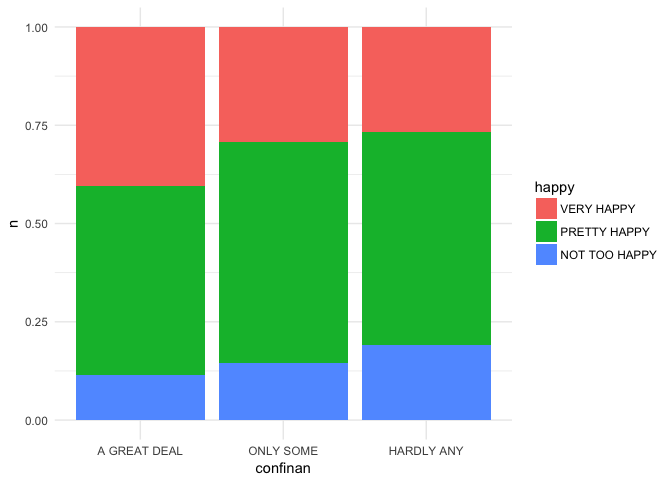 1.00
0.75
0.50
0.25
0.00
n
A GREAT DEAL
ONLY SOME
HARDLY ANY
confinan
happy
VERY HAPPY
PRETTY HAPPY
NOT TOO HAPPY